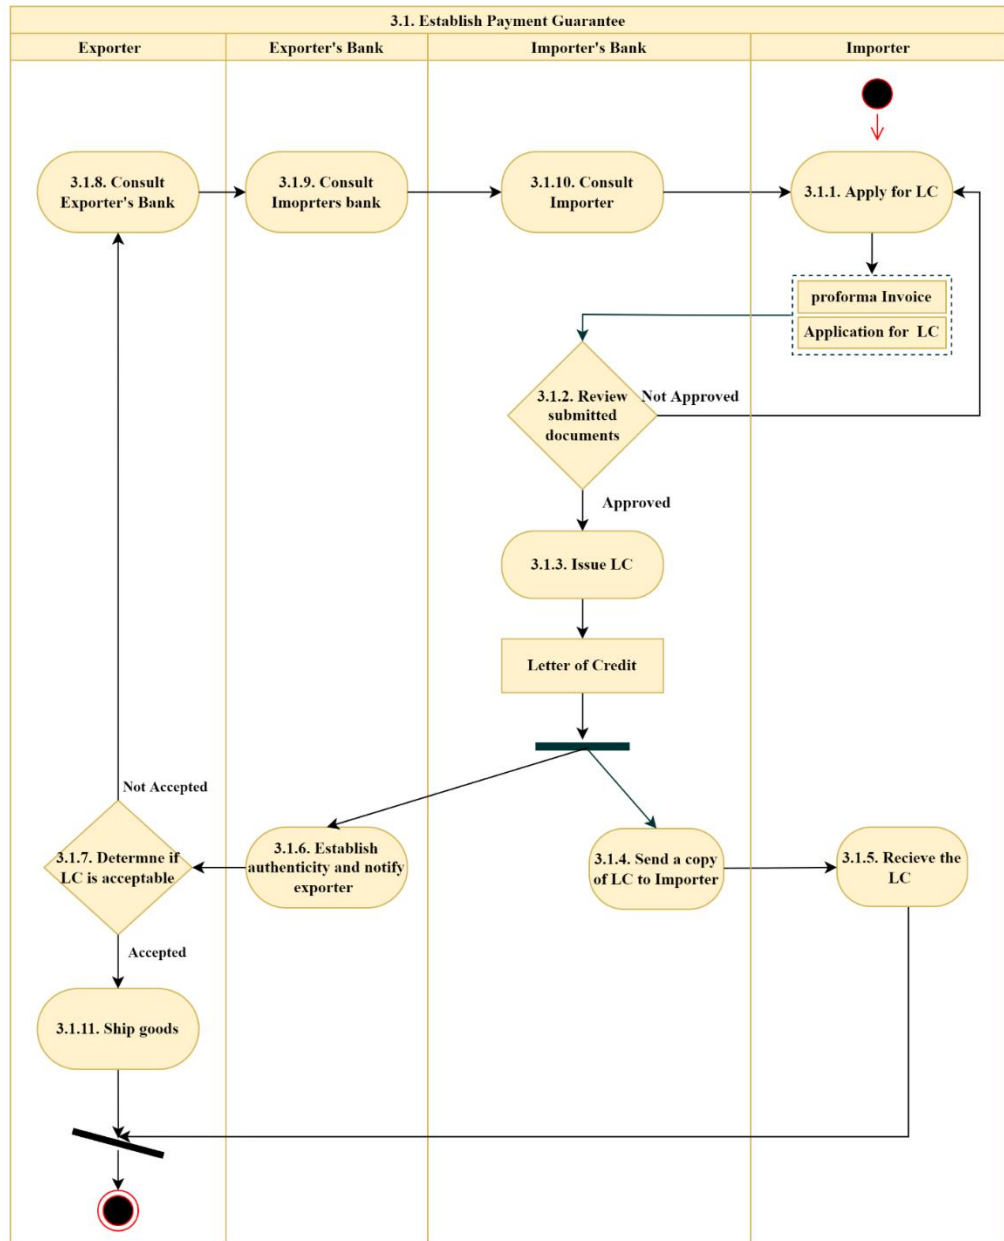 3.1. Establish Payment Guarantee
Exporter
Exporter's Bank
Importer's Bank
Importer
3.1.8. Consult
Exporter's Bank
3.1.9. Consult
Imoprters bank
3.1.10. Consult
Importer
3.1.1. Apply for LC
proforma Invoice
Application for LC
3.1.2. Review
submitted
documents
Not Approved
Approved
3.1.3. Issue LC
Letter of Credit
Not Accepted
3.1.7. Determne if
LC is acceptable
3.1.6. Establish
authenticity and notify
exporter
3.1.4. Send a copy
of LC to Importer
3.1.5. Recieve the
LC
Accepted
3.1.11. Ship goods